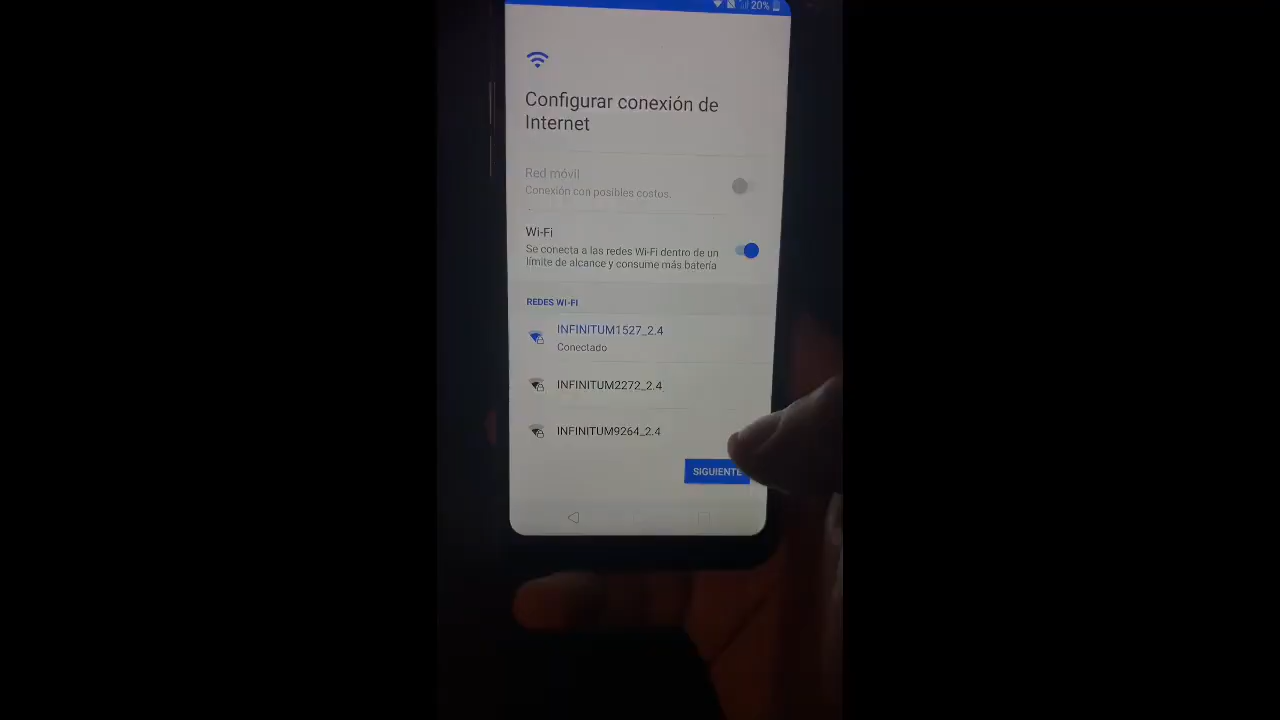 20%
Configurar conexión de
Internet
Red móvil
Conexión con posibles costos.
Wi-Fi
Se conecta a las redes Wi-Fi dentro de un
límite de alcance y consume más batería
REDES WI-FI
INFINITUM1527_2.4
Conectado
INFINITUM2272_2.4
INFINITUM9264_2.4
SIGUIENTE